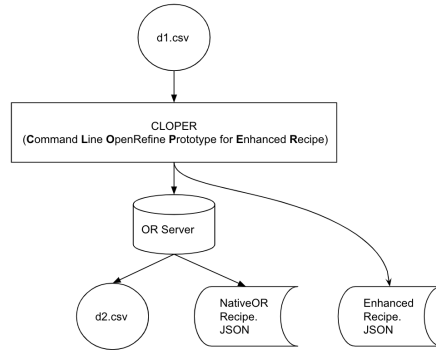 d1.csv
CLOPER
(Command Line OpenRefine Prototype for Enhanced Recipe)
OR Server
d2.csv
NativeOR
Recipe.
JSON
Enhanced
Recipe.
JSON